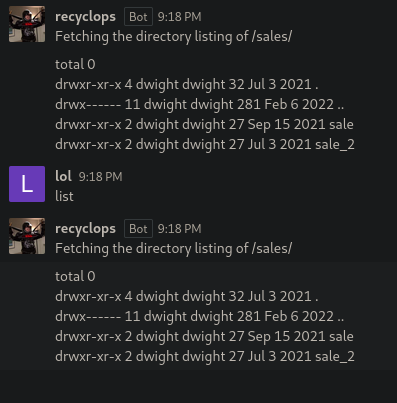 recyclops Bot 9:18 PM
Fetching the directory listing of /sales/
total 0
drwxr-xr-x 4 dwight dwight 32 Jul 3 2021 .
drwx------ 11 dwight dwight 281 Feb 6 2022 ..
drwxr-xr-x 2 dwight dwight 27 Sep 15 2021 sale
drwxr-xr-x 2 dwight dwight 27 Jul 3 2021 sale_2
L
lol 9:18 PM
list
recyclops Bot 9:18 PM
Fetching the directory listing of /sales/
total 0
drwxr-xr-x 4 dwight dwight 32 Jul 3 2021 .
drwx------ 11 dwight dwight 281 Feb 6 2022 ..
drwxr-xr-x 2 dwight dwight 27 Sep 15 2021 sale
drwxr-xr-x 2 dwight dwight 27 Jul 3 2021 sale_2